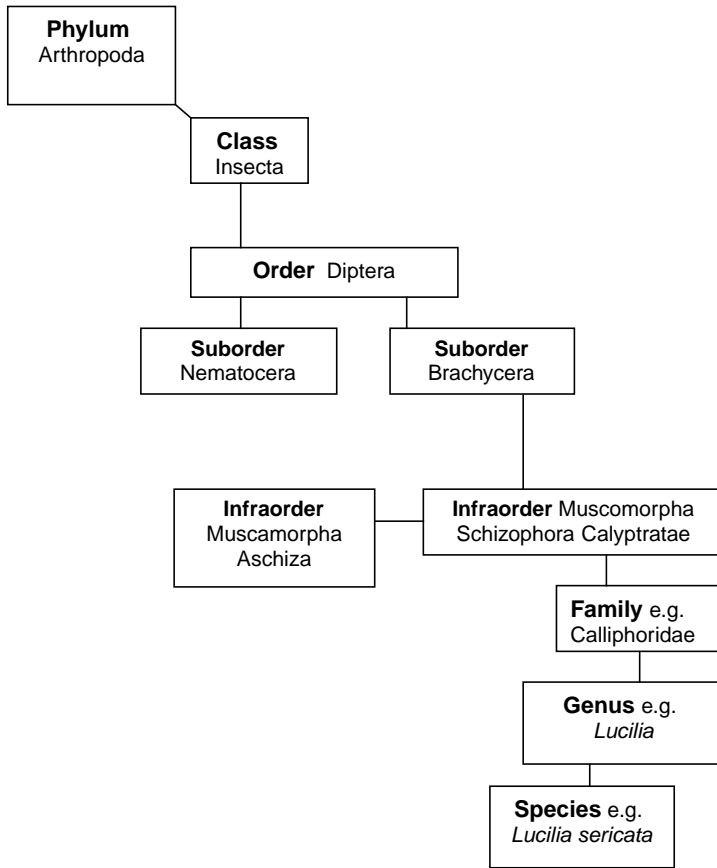 Phylum
Arthropoda
Class
Insecta
Order Diptera
Suborder
Nematocera
Suborder
Brachycera
Infraorder
Muscamorpha
Aschiza
Infraorder Muscomorpha
Schizophora Calyptratae
Family e.g.
Calliphoridae
Genus e.g.
Lucilia
Species e.g.
Lucilia sericata